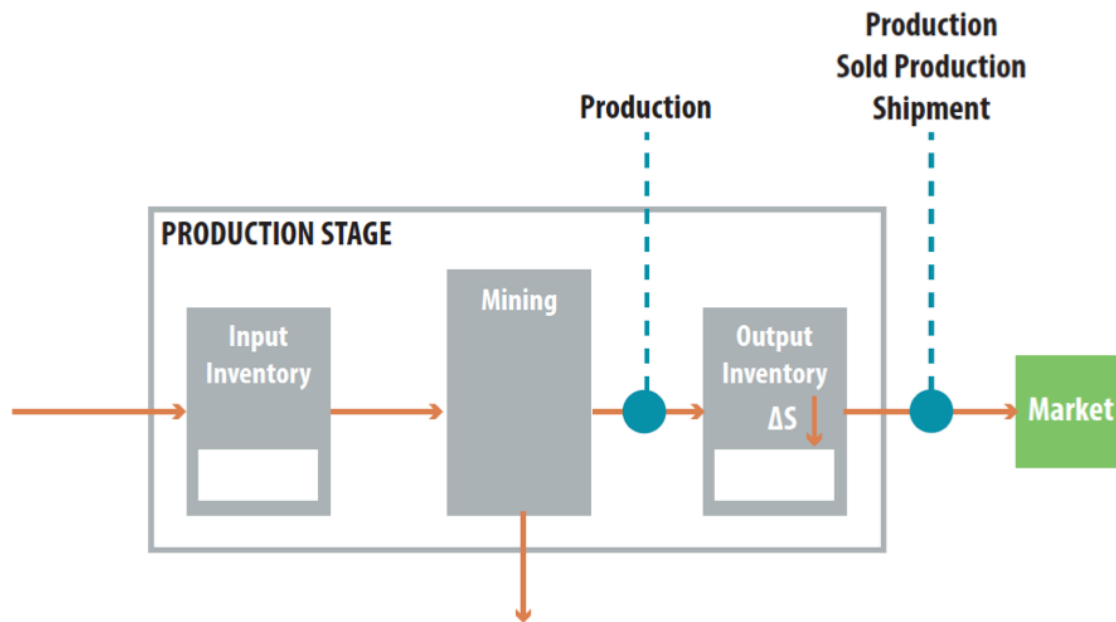 Production
Sold Production
Shipment
Production
PRODUCTION STAGE
Input
Inventory
Mining
Output
Inventory
ΔS
Market